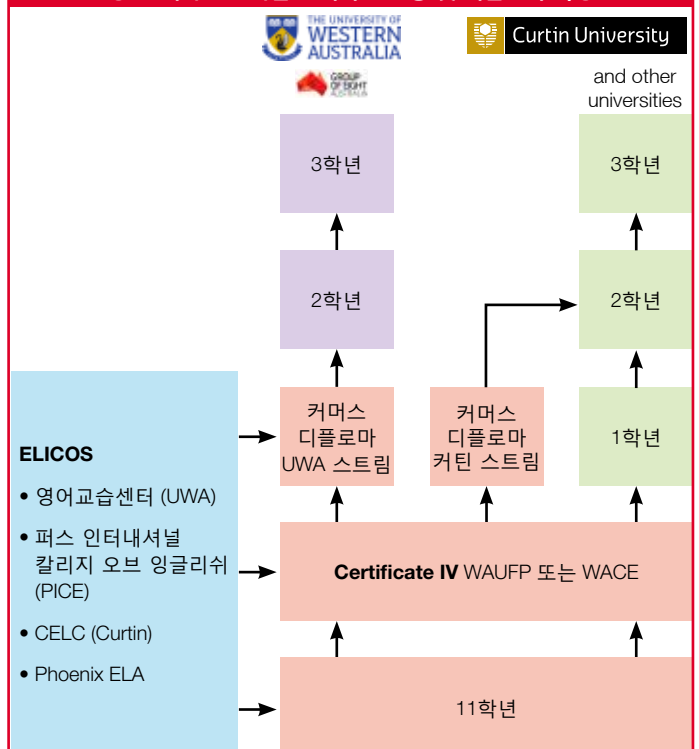 THE UNIVERSITY OF
WESTERN
AUSTRALIA
GROUP
OF EIGHT
AUSTRALIA
Curtin University
and other
universities
3학년
3학년
2학년
2학년
커머스
디플로마
UWA 스트림
커머스
디플로마
커틴 스트림
1학년
ELICOS
• 영어교습센터 (UWA)
• 퍼스 인터내셔널
칼리지 오브 잉글리쉬
(PICE)
• CELC (Curtin)
• Phoenix ELA
Certificate IV WAUFP 또는 WACE
11학년